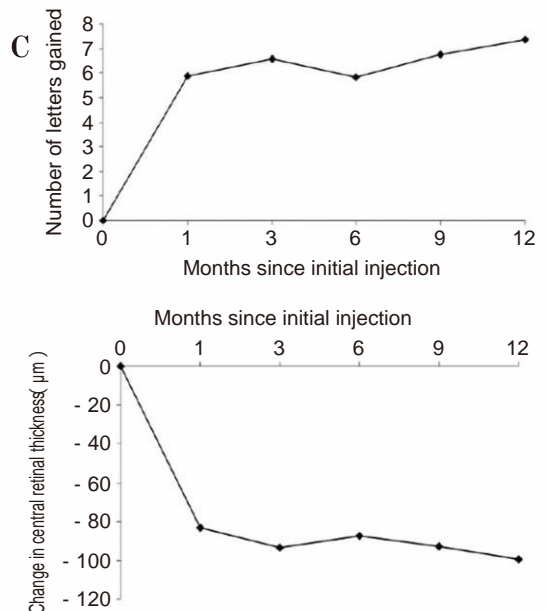 C
Number of letters gained
8
7
6
5
4
3
2
1
0
0 1 3 6 9 12
Months since initial injection
Months since initial injection
0 1 3 6 9 12
Change in central retinal thickness( μm )
0
- 20
- 40
- 60
- 80
- 100
- 120